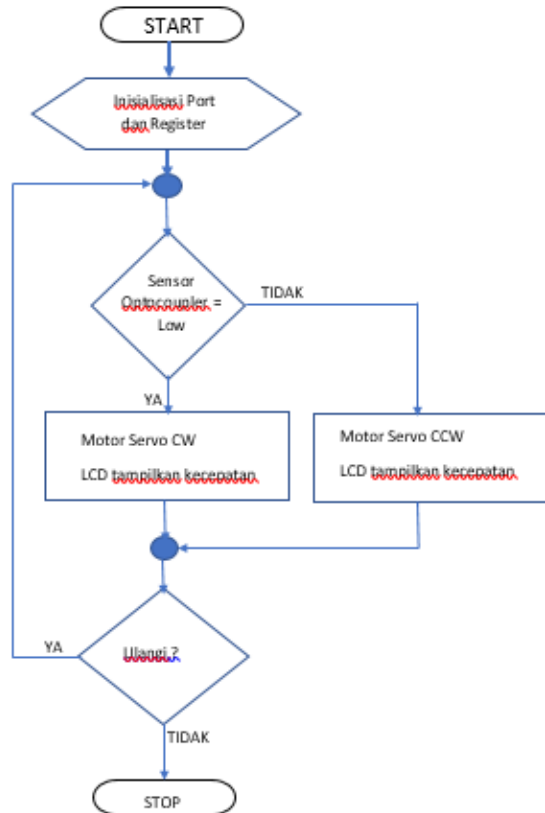 START
Inisialisasi Port
dan Register
Sensor
Optocoupler =
Low
TIDAK
YA
Motor Servo CW
LCD tampilkan kecepatan
Motor Servo CCW
LCD tampilkan kecepatan
YA
Ulangi ?
TIDAK
STOP